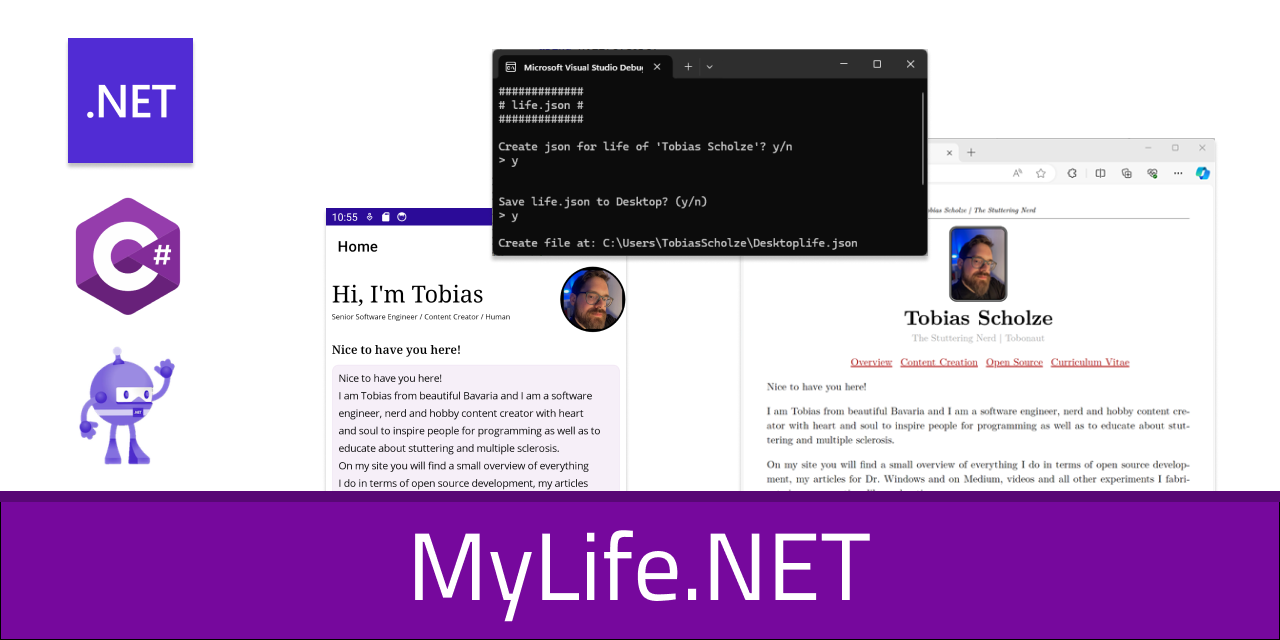 .NET
C#
.NET
Microsoft Visual Studio Debu
#############
# life.json #
#############
Create json for life of 'Tobias Scholze'? y/n
> y
Save life.json to Desktop? (y/n)
> y
Create file at: C:\Users\TobiasScholze\Desktoplife.json
10:55
Home
Hi, I'm Tobias
Senior Software Engineer / Content Creator / Human
Nice to have you here!
Nice to have you here!
I am Tobias from beautiful Bavaria and I am a software
engineer, nerd and hobby content creator with heart
and soul to inspire people for programming as well as to
educate about stuttering and multiple sclerosis.
On my site you will find a small overview of everything
I do in terms of open source development, my articles
Scholze | The Stuttering Nerd
Tobias Scholze
The Stuttering Nerd | Tobonaut
Overview Content Creation Open Source Curriculum Vitae
Nice to have you here!
I am Tobias from beautiful Bavaria and I am a software engineer, nerd and hobby content cre-
ator with heart and soul to inspire people for programming as well as to educate about stut-
tering and multiple sclerosis.
On my site you will find a small overview of everything I do in terms of open source develop-
ment, my articles for Dr. Windows and on Medium, videos and all other experiments I fabri-
MyLife.NET